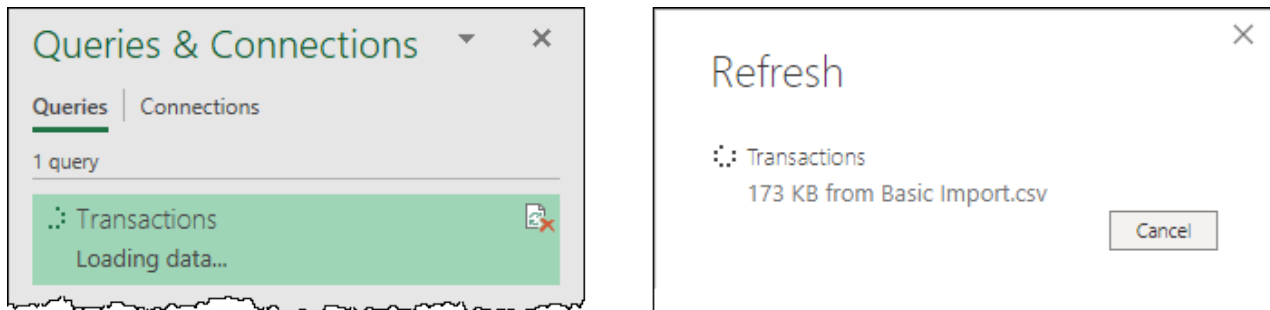 Queries & Connections
Queries | Connections
1 query
Transactions
Loading data...
Refresh
Transactions
173 KB from Basic Import.csv
Cancel